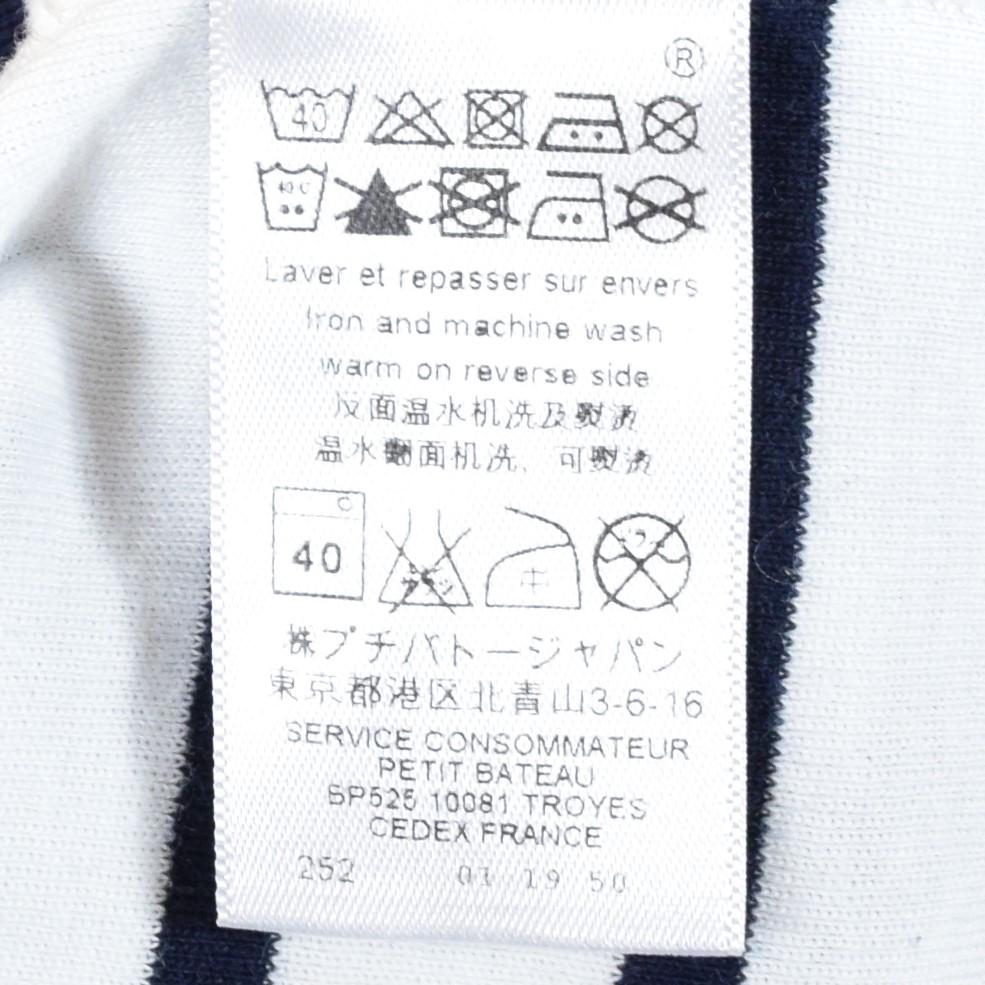 ®
40
40°C
Laver et repasser sur envers
Iron and machine wash
warm on reverse side
反面温水机洗及熨烫
温水翻面机洗、可熨烫
40
中
株プチバトージャパン
東京都港区北青山3-6-16
SERVICE CONSOMMATEUR
PETIT BATEAU
BP525 10081 TROYES
CEDEX FRANCE
252 01 19 50